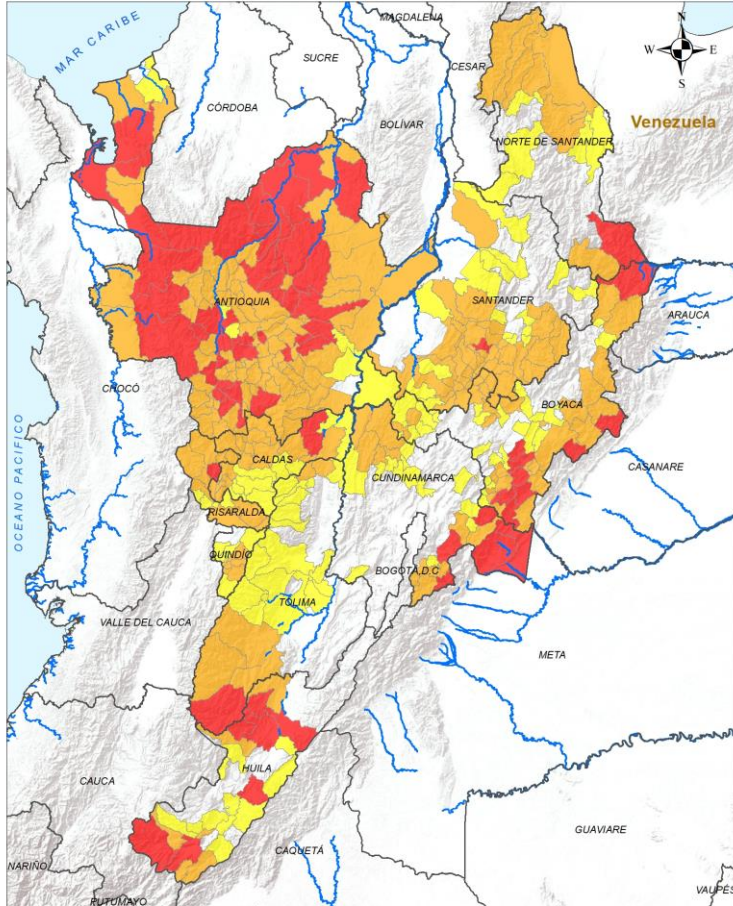 MAR CARIBE
MAGDALENA
N
W E
S
SUCRE
CESAR
CÓRDOBA
BOLÍVAR
Venezuela
NORTE DE SANTANDER
ANTIOQUIA
SANTANDER
ARAUCA
CHOCÓ
BOYACÁ
OCEANO PACIFICO
CALDAS
CUNDINAMARCA
CASANARE
RISARALDA
QUINDÍO
BOGOTÁ, D.C
TOLIMA
VALLE DEL CAUCA
META
HUILA
CAUCA
GUAVIARE
CAQUETÁ
NARIÑO
PUTUMAYO
VAUPÉS